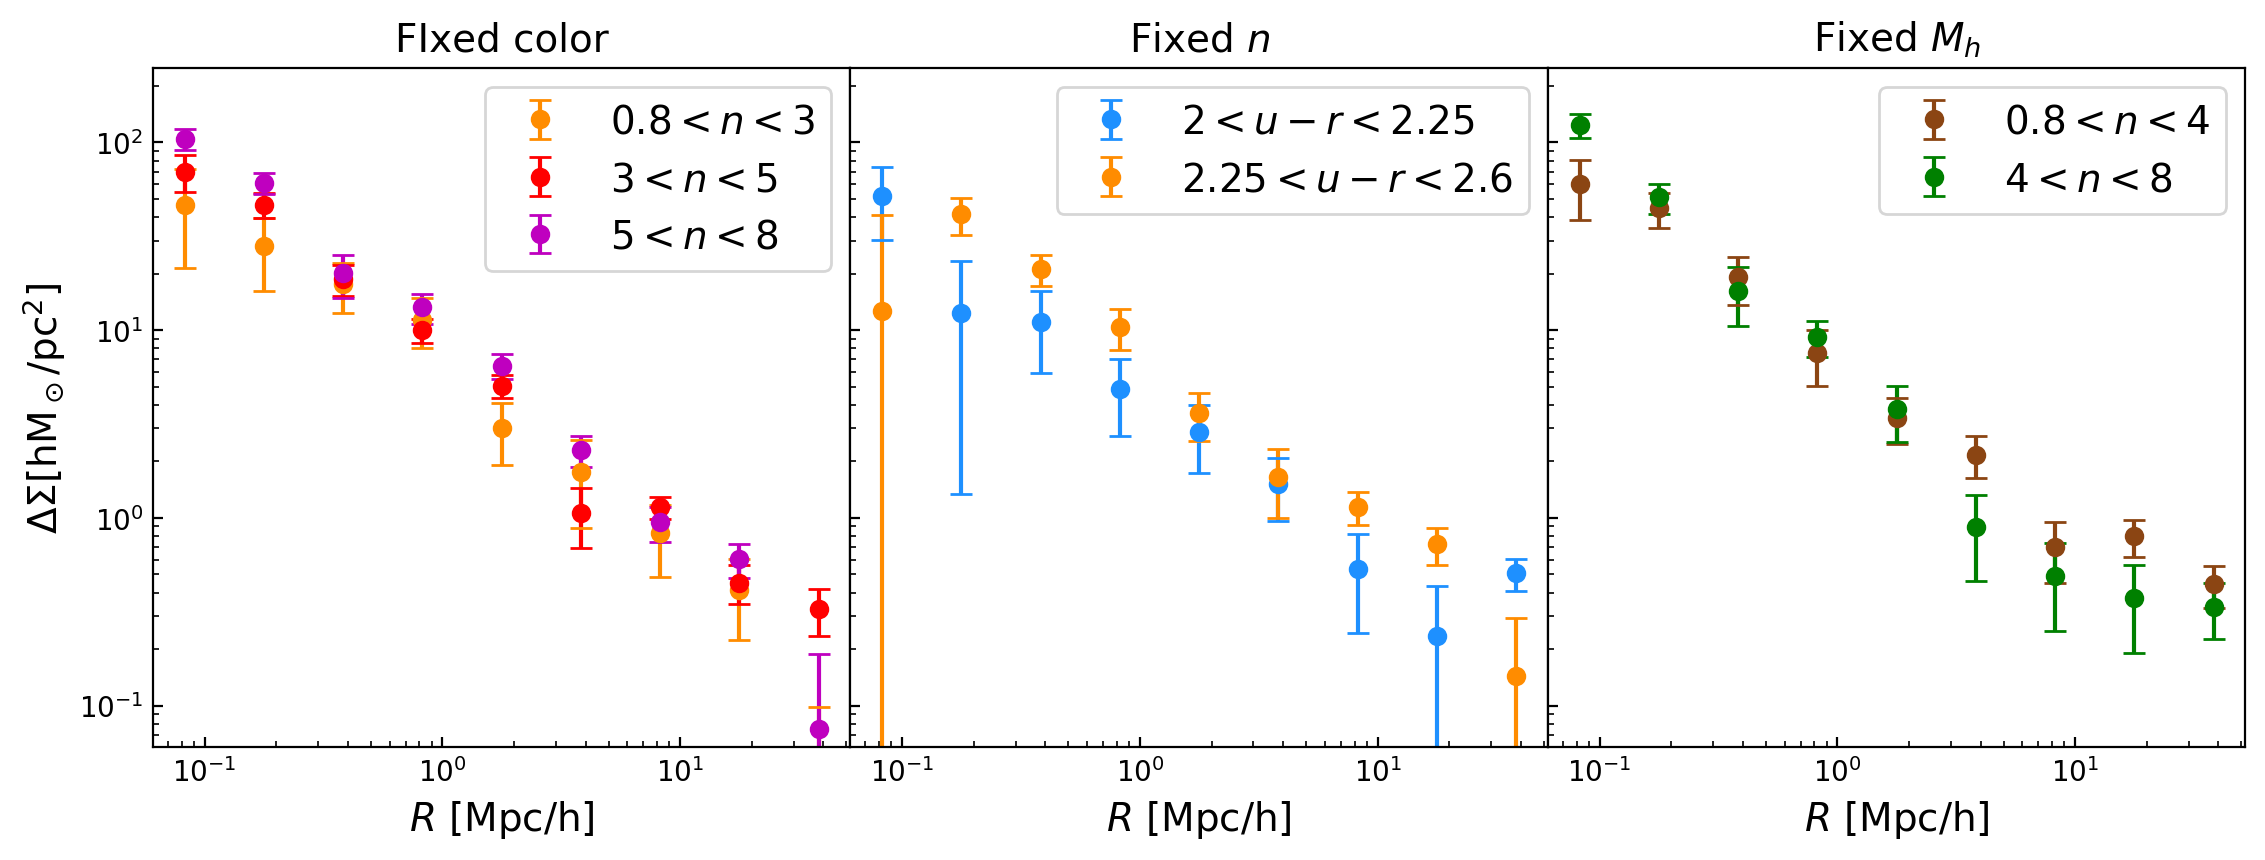 FIxed color
Fixed n
Fixed M_h
0.8 < n < 3
3 < n < 5
5 < n < 8
2 < u − r < 2.25
2.25 < u − r < 2.6
0.8 < n < 4
4 < n < 8
ΔΣ[hM⊙/pc²]
10²
10¹
10⁰
10⁻¹
10⁻¹ 10⁰ 10¹
10⁻¹ 10⁰ 10¹
10⁻¹ 10⁰ 10¹
R [Mpc/h]
R [Mpc/h]
R [Mpc/h]